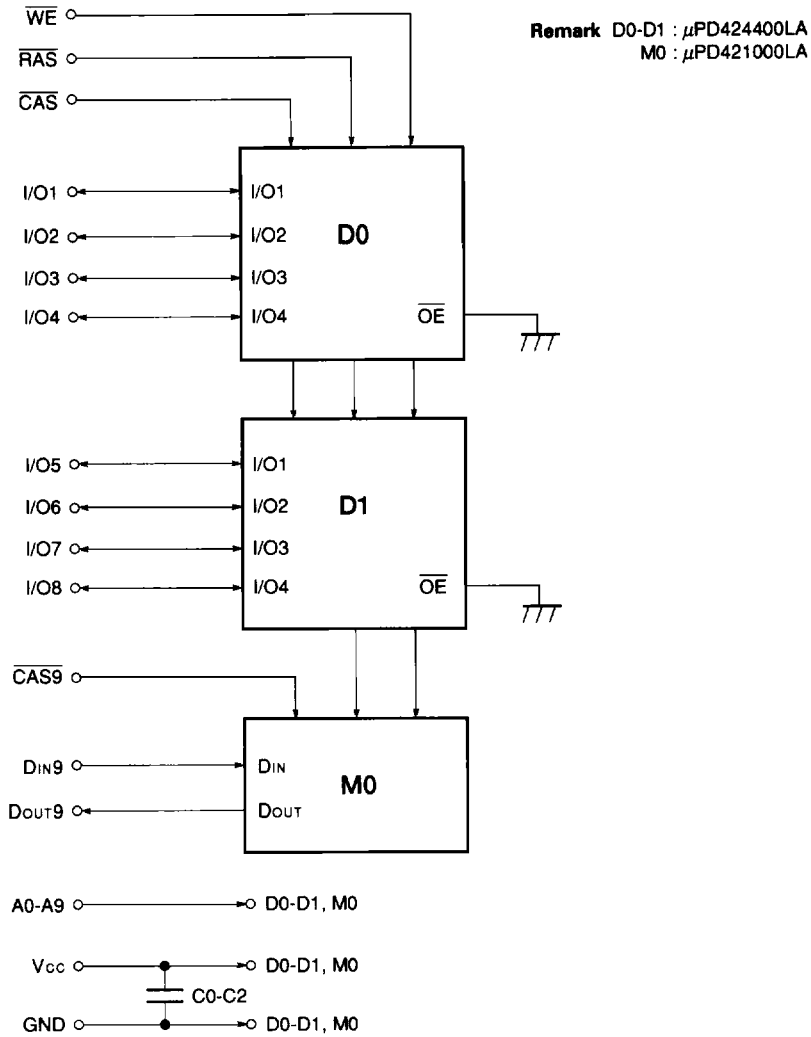 WE
Remark D0-D1 : μPD424400LA
M0 : μPD421000LA
RAS
CAS
I/O1 I/O1
I/O2 I/O2 D0
I/O3 I/O3
I/O4 I/O4 OE
I/O5 I/O1
I/O6 I/O2 D1
I/O7 I/O3
I/O8 I/O4 OE
CAS9
DIN9 DIN M0
DOUT9 DOUT
A0-A9 D0-D1, M0
Vcc D0-D1, M0
C0-C2
GND D0-D1, M0